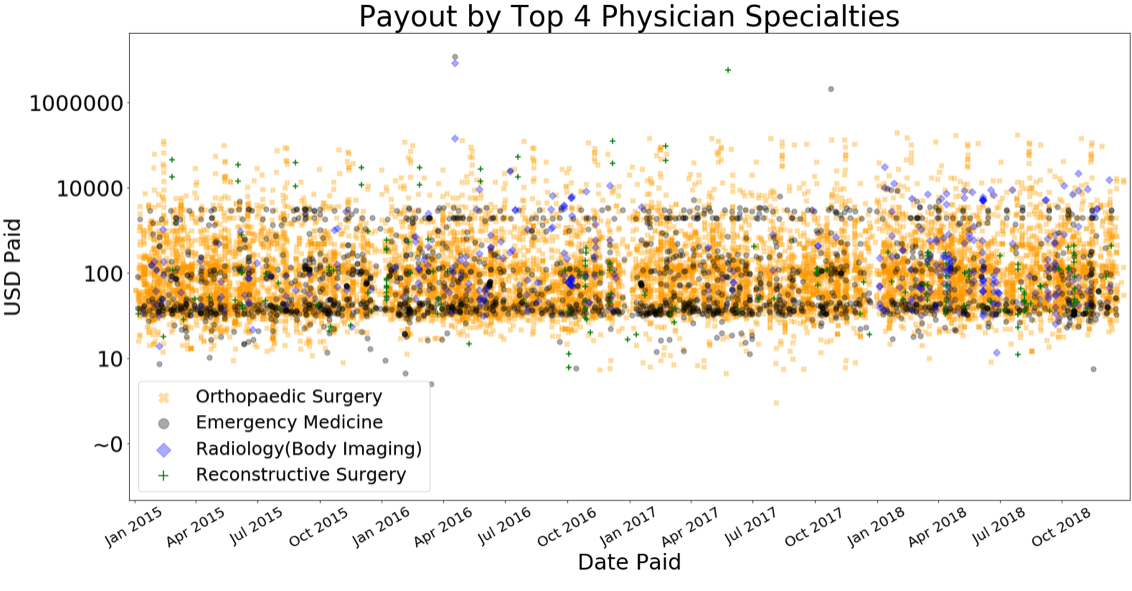 Payout by Top 4 Physician Specialties
USD Paid
1000000
10000
100
10
~0
Orthopaedic Surgery
Emergency Medicine
Radiology(Body Imaging)
Reconstructive Surgery
Jan 2015
Apr 2015
Jul 2015
Oct 2015
Jan 2016
Apr 2016
Jul 2016
Oct 2016
Jan 2017
Apr 2017
Jul 2017
Oct 2017
Jan 2018
Apr 2018
Jul 2018
Oct 2018
Date Paid